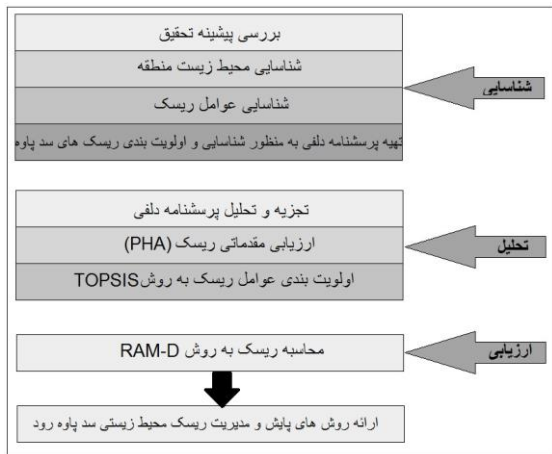 بررسی پیشینه تحقیق
شناسایی محیط زیست منطقه
شناسایی عوامل ریسک
تهیه پرسشنامه دلفی به منظور شناسایی و اولویت بندی ریسک های سد پاوه
شناسایی
تجزیه و تحلیل پرسشنامه دلفی
ارزیابی مقدماتی ریسک (PHA)
اولویت بندی عوامل ریسک به روش TOPSIS
تحلیل
محاسبه ریسک به روش RAM-D
ارزیابی
ارائه روش های پایش و مدیریت ریسک محیط زیستی سد پاوه رود